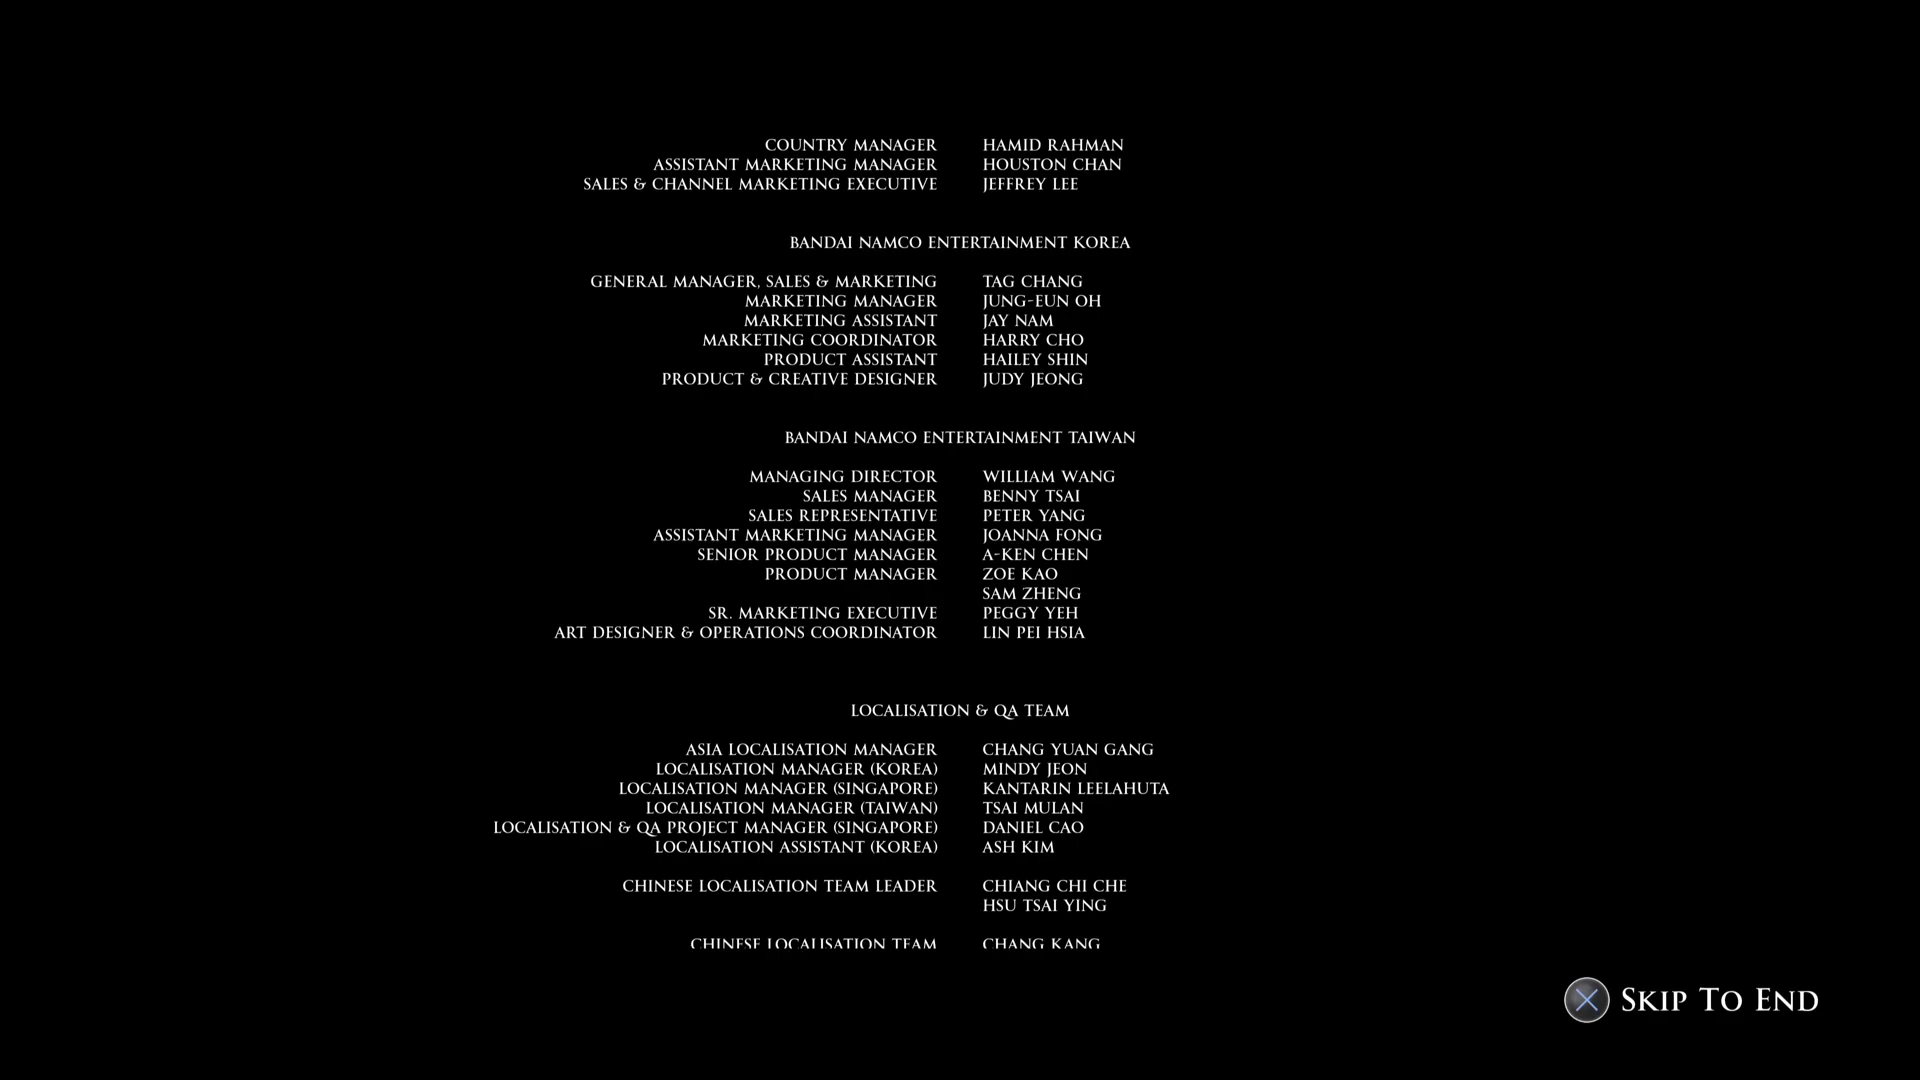 COUNTRY MANAGER HAMID RAHMAN
ASSISTANT MARKETING MANAGER HOUSTON CHAN
SALES & CHANNEL MARKETING EXECUTIVE JEFFREY LEE
BANDAI NAMCO ENTERTAINMENT KOREA
GENERAL MANAGER, SALES & MARKETING TAG CHANG
MARKETING MANAGER JUNG-EUN OH
MARKETING ASSISTANT JAY NAM
MARKETING COORDINATOR HARRY CHO
PRODUCT ASSISTANT HAILEY SHIN
PRODUCT & CREATIVE DESIGNER JUDY JEONG
BANDAI NAMCO ENTERTAINMENT TAIWAN
MANAGING DIRECTOR WILLIAM WANG
SALES MANAGER BENNY TSAI
SALES REPRESENTATIVE PETER YANG
ASSISTANT MARKETING MANAGER JOANNA FONG
SENIOR PRODUCT MANAGER A-KEN CHEN
PRODUCT MANAGER ZOE KAO
SAM ZHENG
SR. MARKETING EXECUTIVE PEGGY YEH
ART DESIGNER & OPERATIONS COORDINATOR LIN PEI HSIA
LOCALISATION & QA TEAM
ASIA LOCALISATION MANAGER CHANG YUAN GANG
LOCALISATION MANAGER (KOREA) MINDY JEON
LOCALISATION MANAGER (SINGAPORE) KANTARIN LEELAHUTA
LOCALISATION MANAGER (TAIWAN) TSAI MULAN
LOCALISATION & QA PROJECT MANAGER (SINGAPORE) DANIEL CAO
LOCALISATION ASSISTANT (KOREA) ASH KIM
CHINESE LOCALISATION TEAM LEADER CHIANG CHI CHE
HSU TSAI YING
CHINESE LOCALISATION TEAM CHANG KANG
SKIP TO END